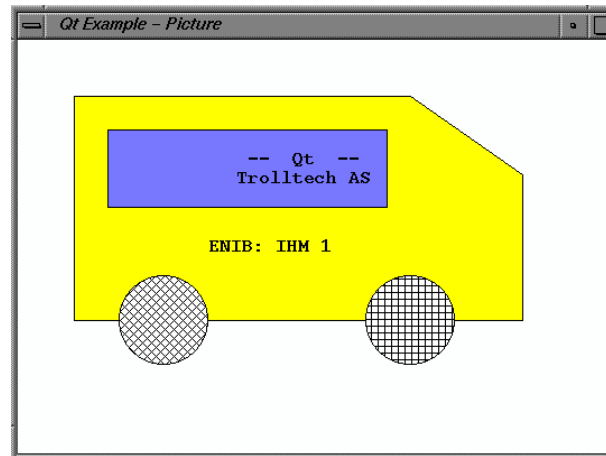 Qt Example – Picture
-- Qt --
Trolltech AS
ENIB: IHM 1